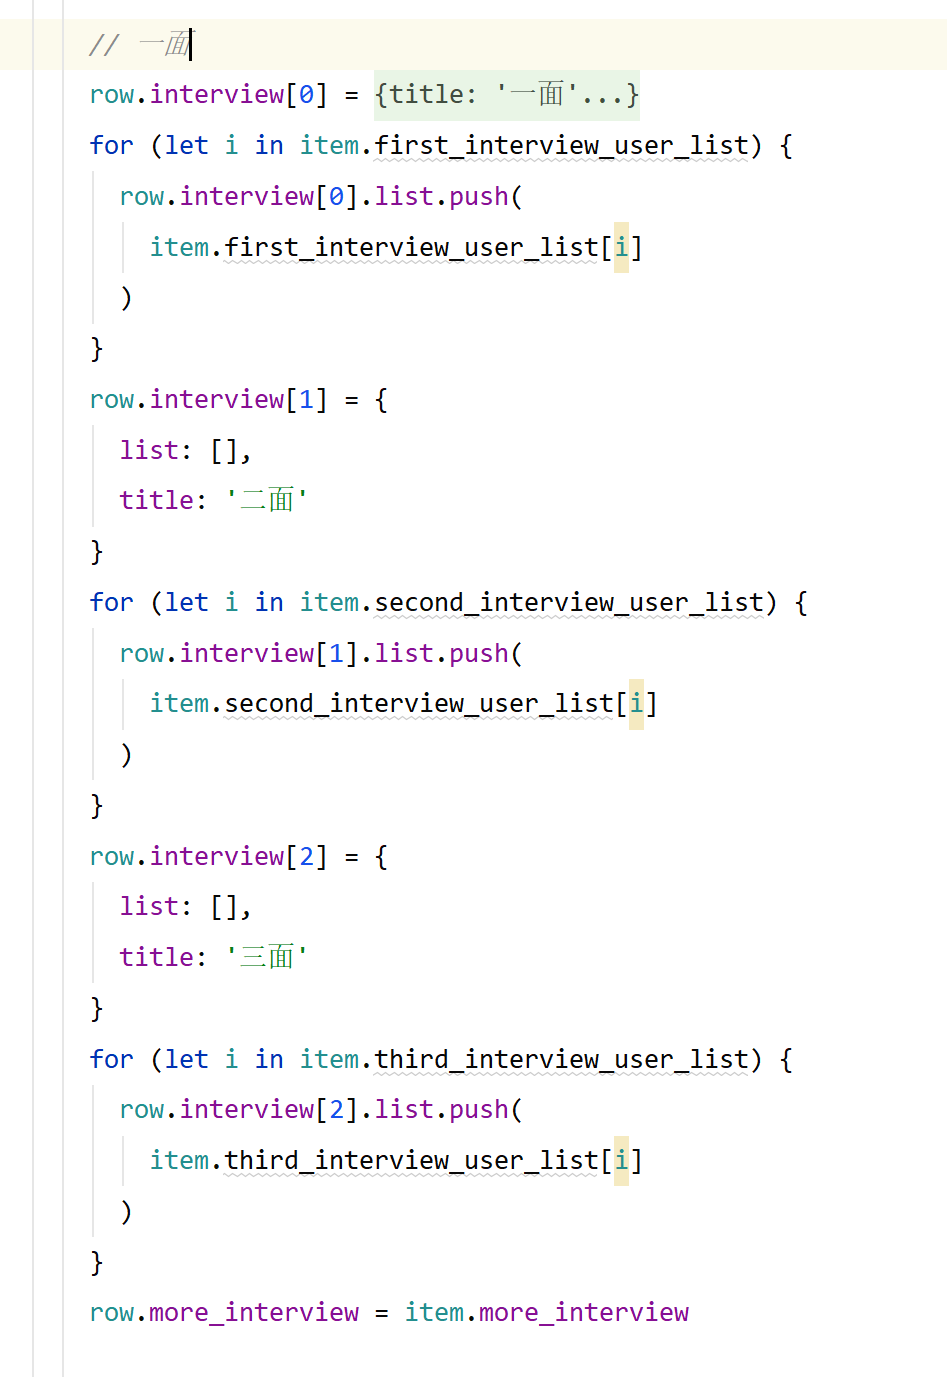 // 一面
row.interview[0] = {title: '一面'...}
for (let i in item.first_interview_user_list) {
row.interview[0].list.push(
item.first_interview_user_list[i]
)
}
row.interview[1] = {
list: [],
title: '二面'
}
for (let i in item.second_interview_user_list) {
row.interview[1].list.push(
item.second_interview_user_list[i]
)
}
row.interview[2] = {
list: [],
title: '三面'
}
for (let i in item.third_interview_user_list) {
row.interview[2].list.push(
item.third_interview_user_list[i]
)
}
row.more_interview = item.more_interview